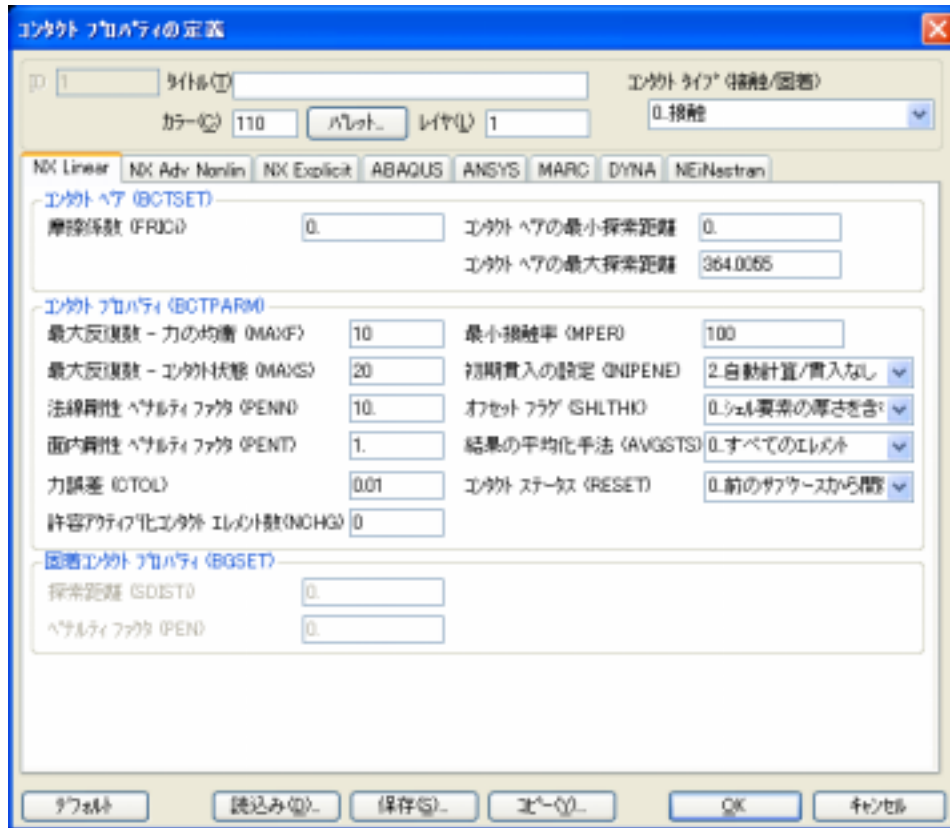 コンタクト プロパティの定義
ID 1 タイトル(T) コンタクト タイプ (接触/固着)
カラー(C) 110 パレット... レイヤ(L) 1 0..接触
NX Linear NX Adv Nonlin NX Explicit ABAQUS ANSYS MARC DYNA NEiNastran
コンタクト ペア (BCTSET)
摩擦係数 (FRICi) 0. コンタクト ペアの最小探索距離 0.
コンタクト ペアの最大探索距離 364.0055
コンタクト プロパティ (BCTPARM)
最大反復数 - 力の均衡 (MAXF) 10 最小接触率 (MPER) 100
最大反復数 - コンタクト状態 (MAXS) 20 初期貫入の設定 (INIPENE) 2..自動計算/貫入なし
法線剛性 ペナルティ ファクタ (PENN) 10. オフセット フラグ (SHLTHK) 0..シェル要素の厚さを含
面内剛性 ペナルティ ファクタ (PENT) 1. 結果の平均化手法 (AVGSTS) 0..すべてのエレメント
力誤差 (CTOL) 0.01 コンタクト ステータス (RESET) 0..前のサブケースから開
許容アクティブ化コンタクト エレメント数(NCHG) 0
固着コンタクト プロパティ (BGSET)
探索距離 (SDISTi) 0.
ペナルティ ファクタ (PEN) 0.
デフォルト 読込み(D)... 保存(S)... コピー(Y)... OK キャンセル